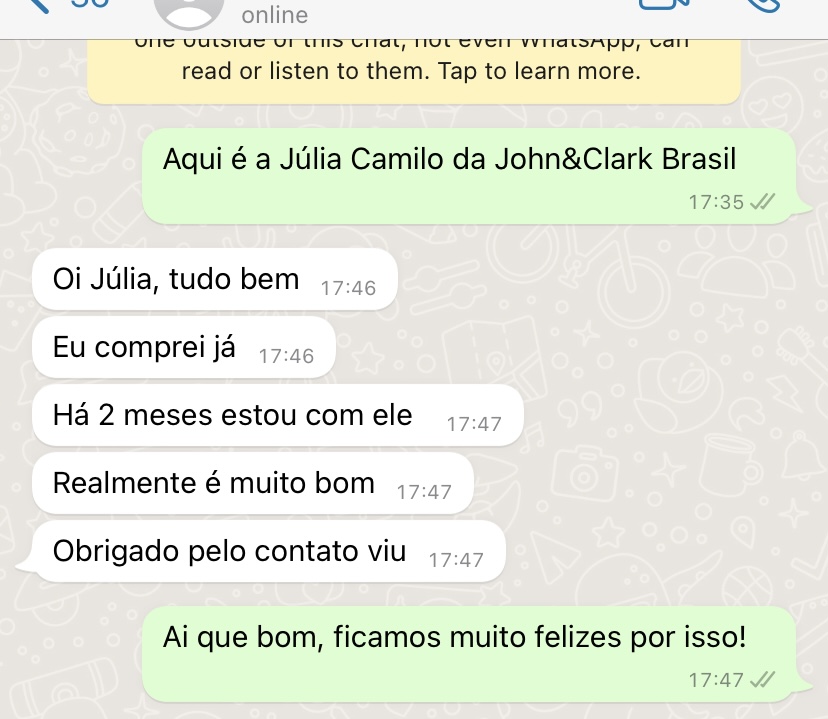 online
one outside of this chat, not even WhatsApp, can
read or listen to them. Tap to learn more.
Aqui é a Júlia Camilo da John&Clark Brasil
17:35
Oi Júlia, tudo bem 17:46
Eu comprei já 17:46
Há 2 meses estou com ele 17:47
Realmente é muito bom 17:47
Obrigado pelo contato viu 17:47
Ai que bom, ficamos muito felizes por isso!
17:47